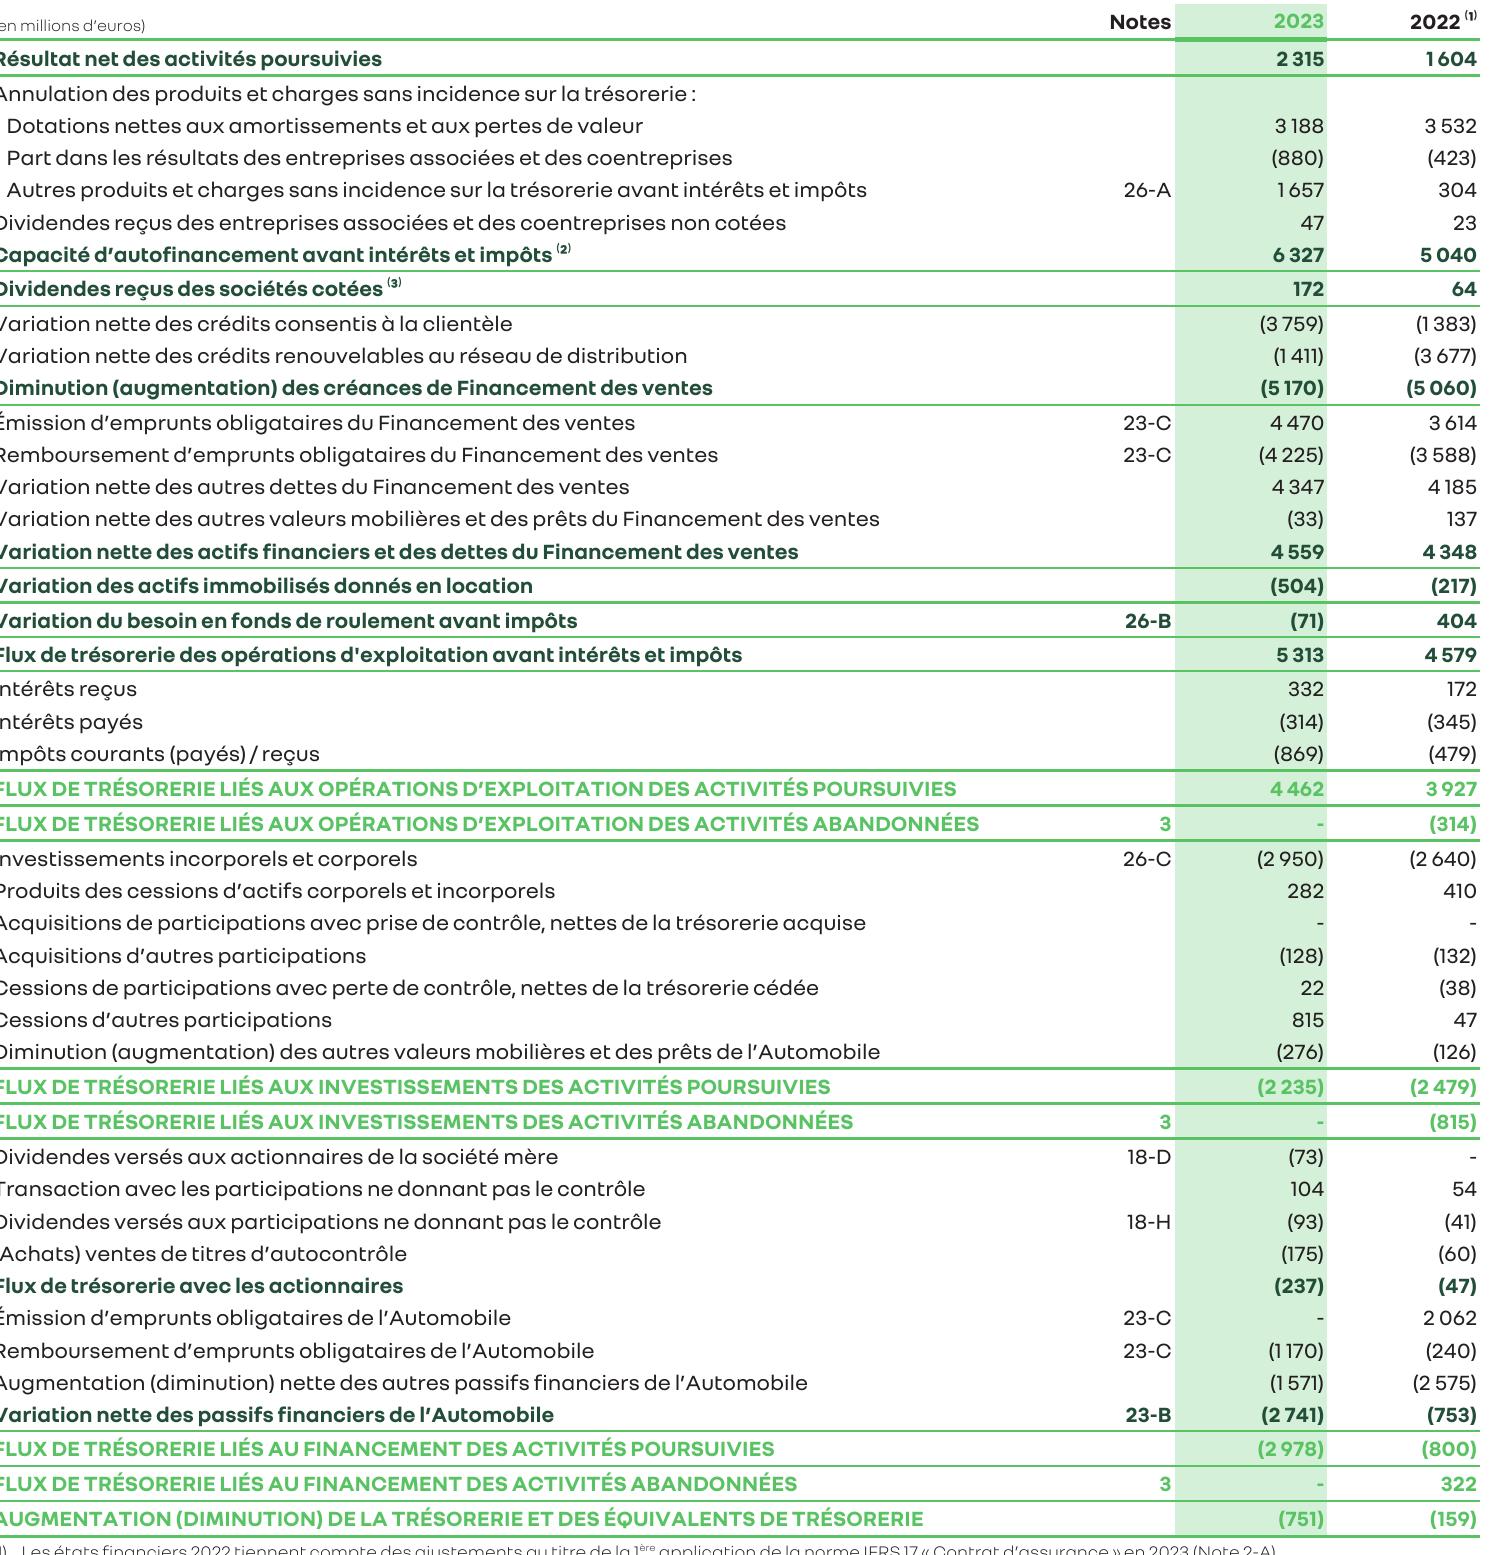 en millions d'euros) Notes 2023 2022 (1)
Résultat net des activités poursuivies 2 315 1 604
Annulation des produits et charges sans incidence sur la trésorerie :
Dotations nettes aux amortissements et aux pertes de valeur 3 188 3 532
Part dans les résultats des entreprises associées et des coentreprises (880) (423)
Autres produits et charges sans incidence sur la trésorerie avant intérêts et impôts 26-A 1 657 304
Dividendes reçus des entreprises associées et des coentreprises non cotées 47 23
Capacité d'autofinancement avant intérêts et impôts (2) 6 327 5 040
Dividendes reçus des sociétés cotées (3) 172 64
Variation nette des crédits consentis à la clientèle (3 759) (1 383)
Variation nette des crédits renouvelables au réseau de distribution (1 411) (3 677)
Diminution (augmentation) des créances de Financement des ventes (5 170) (5 060)
Émission d'emprunts obligataires du Financement des ventes 23-C 4 470 3 614
Remboursement d'emprunts obligataires du Financement des ventes 23-C (4 225) (3 588)
Variation nette des autres dettes du Financement des ventes 4 347 4 185
Variation nette des autres valeurs mobilières et des prêts du Financement des ventes (33) 137
Variation nette des actifs financiers et des dettes du Financement des ventes 4 559 4 348
Variation des actifs immobilisés donnés en location (504) (217)
Variation du besoin en fonds de roulement avant impôts 26-B (71) 404
Flux de trésorerie des opérations d'exploitation avant intérêts et impôts 5 313 4 579
ntérêts reçus 332 172
ntérêts payés (314) (345)
mpôts courants (payés) / reçus (869) (479)
FLUX DE TRÉSORERIE LIÉS AUX OPÉRATIONS D'EXPLOITATION DES ACTIVITÉS POURSUIVIES 4 462 3 927
FLUX DE TRÉSORERIE LIÉS AUX OPÉRATIONS D'EXPLOITATION DES ACTIVITÉS ABANDONNÉES 3 - (314)
nvestissements incorporels et corporels 26-C (2 950) (2 640)
Produits des cessions d'actifs corporels et incorporels 282 410
Acquisitions de participations avec prise de contrôle, nettes de la trésorerie acquise - -
Acquisitions d'autres participations (128) (132)
Cessions de participations avec perte de contrôle, nettes de la trésorerie cédée 22 (38)
Cessions d'autres participations 815 47
Diminution (augmentation) des autres valeurs mobilières et des prêts de l'Automobile (276) (126)
FLUX DE TRÉSORERIE LIÉS AUX INVESTISSEMENTS DES ACTIVITÉS POURSUIVIES (2 235) (2 479)
FLUX DE TRÉSORERIE LIÉS AUX INVESTISSEMENTS DES ACTIVITÉS ABANDONNÉES 3 - (815)
Dividendes versés aux actionnaires de la société mère 18-D (73) -
Transaction avec les participations ne donnant pas le contrôle 104 54
Dividendes versés aux participations ne donnant pas le contrôle 18-H (93) (41)
Achats) ventes de titres d'autocontrôle (175) (60)
Flux de trésorerie avec les actionnaires (237) (47)
Émission d'emprunts obligataires de l'Automobile 23-C - 2 062
Remboursement d'emprunts obligataires de l'Automobile 23-C (1 170) (240)
Augmentation (diminution) nette des autres passifs financiers de l'Automobile (1 571) (2 575)
Variation nette des passifs financiers de l'Automobile 23-B (2 741) (753)
FLUX DE TRÉSORERIE LIÉS AU FINANCEMENT DES ACTIVITÉS POURSUIVIES (2 978) (800)
FLUX DE TRÉSORERIE LIÉS AU FINANCEMENT DES ACTIVITÉS ABANDONNÉES 3 - 322
AUGMENTATION (DIMINUTION) DE LA TRÉSORERIE ET DES ÉQUIVALENTS DE TRÉSORERIE (751) (159)
1) Les états financiers 2022 tiennent compte des ajustements au titre de la 1ère application de la norme IFRS 17 « Contrat d'assurance » en 2023 (Note 2-A)